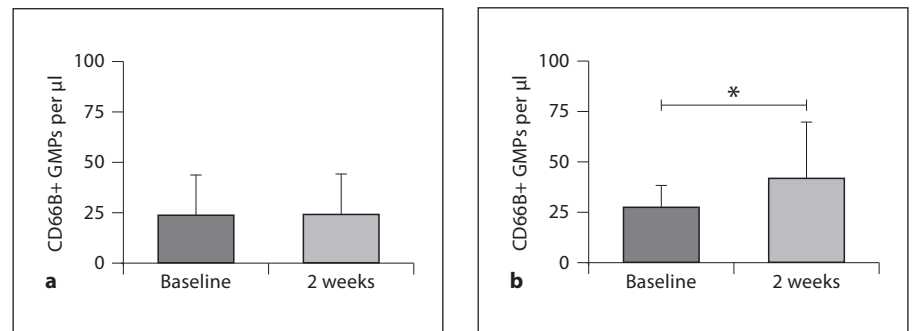 CD66B+ GMPs per µl
100
75
50
25
0
Baseline
2 weeks
a
CD66B+ GMPs per µl
100
75
50
25
0
*
Baseline
2 weeks
b